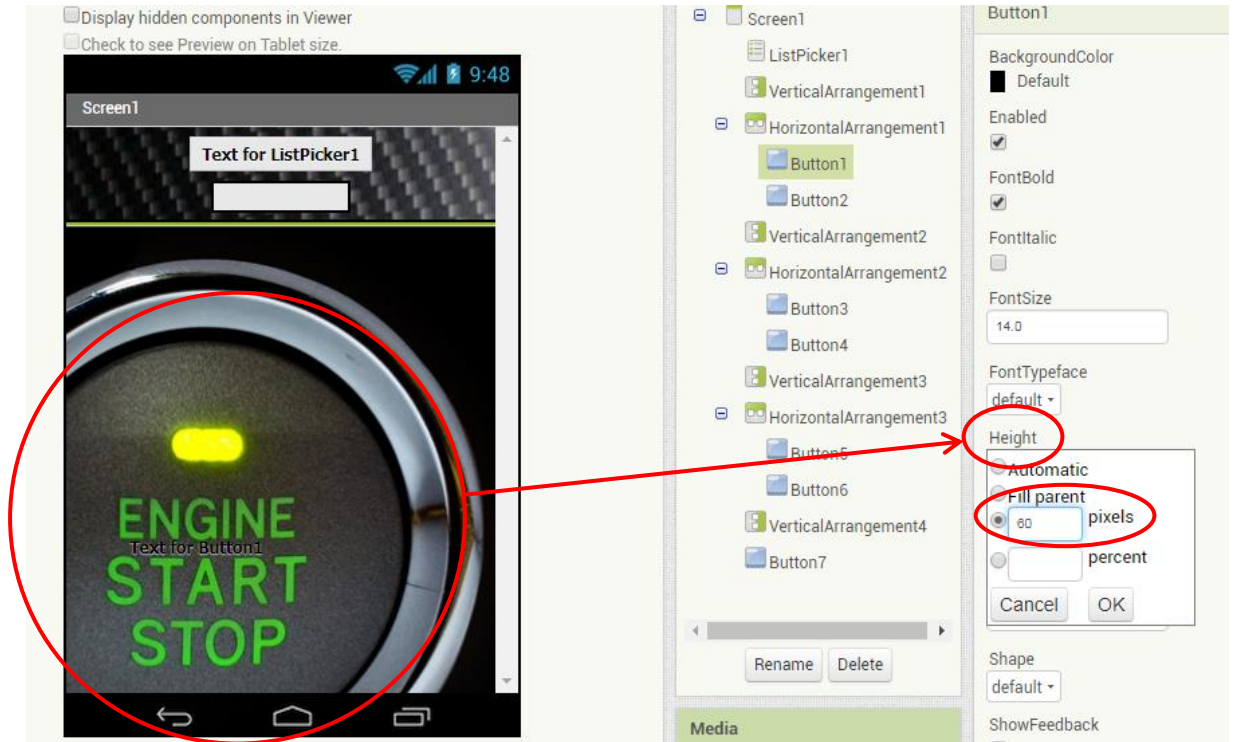 Display hidden components in Viewer
Check to see Preview on Tablet size.
9:48
Screen1
Text for ListPicker1
ENGINE
Text for Button1
START
STOP
Screen1
ListPicker1
VerticalArrangement1
HorizontalArrangement1
Button1
Button2
VerticalArrangement2
HorizontalArrangement2
Button3
Button4
VerticalArrangement3
HorizontalArrangement3
Button5
Button6
VerticalArrangement4
Button7
Rename Delete
Media
Button1
BackgroundColor
Default
Enabled
FontBold
FontItalic
FontSize
14.0
FontTypeface
default
Height
Automatic
Fill parent
60 pixels
percent
Cancel OK
Shape
default
ShowFeedback